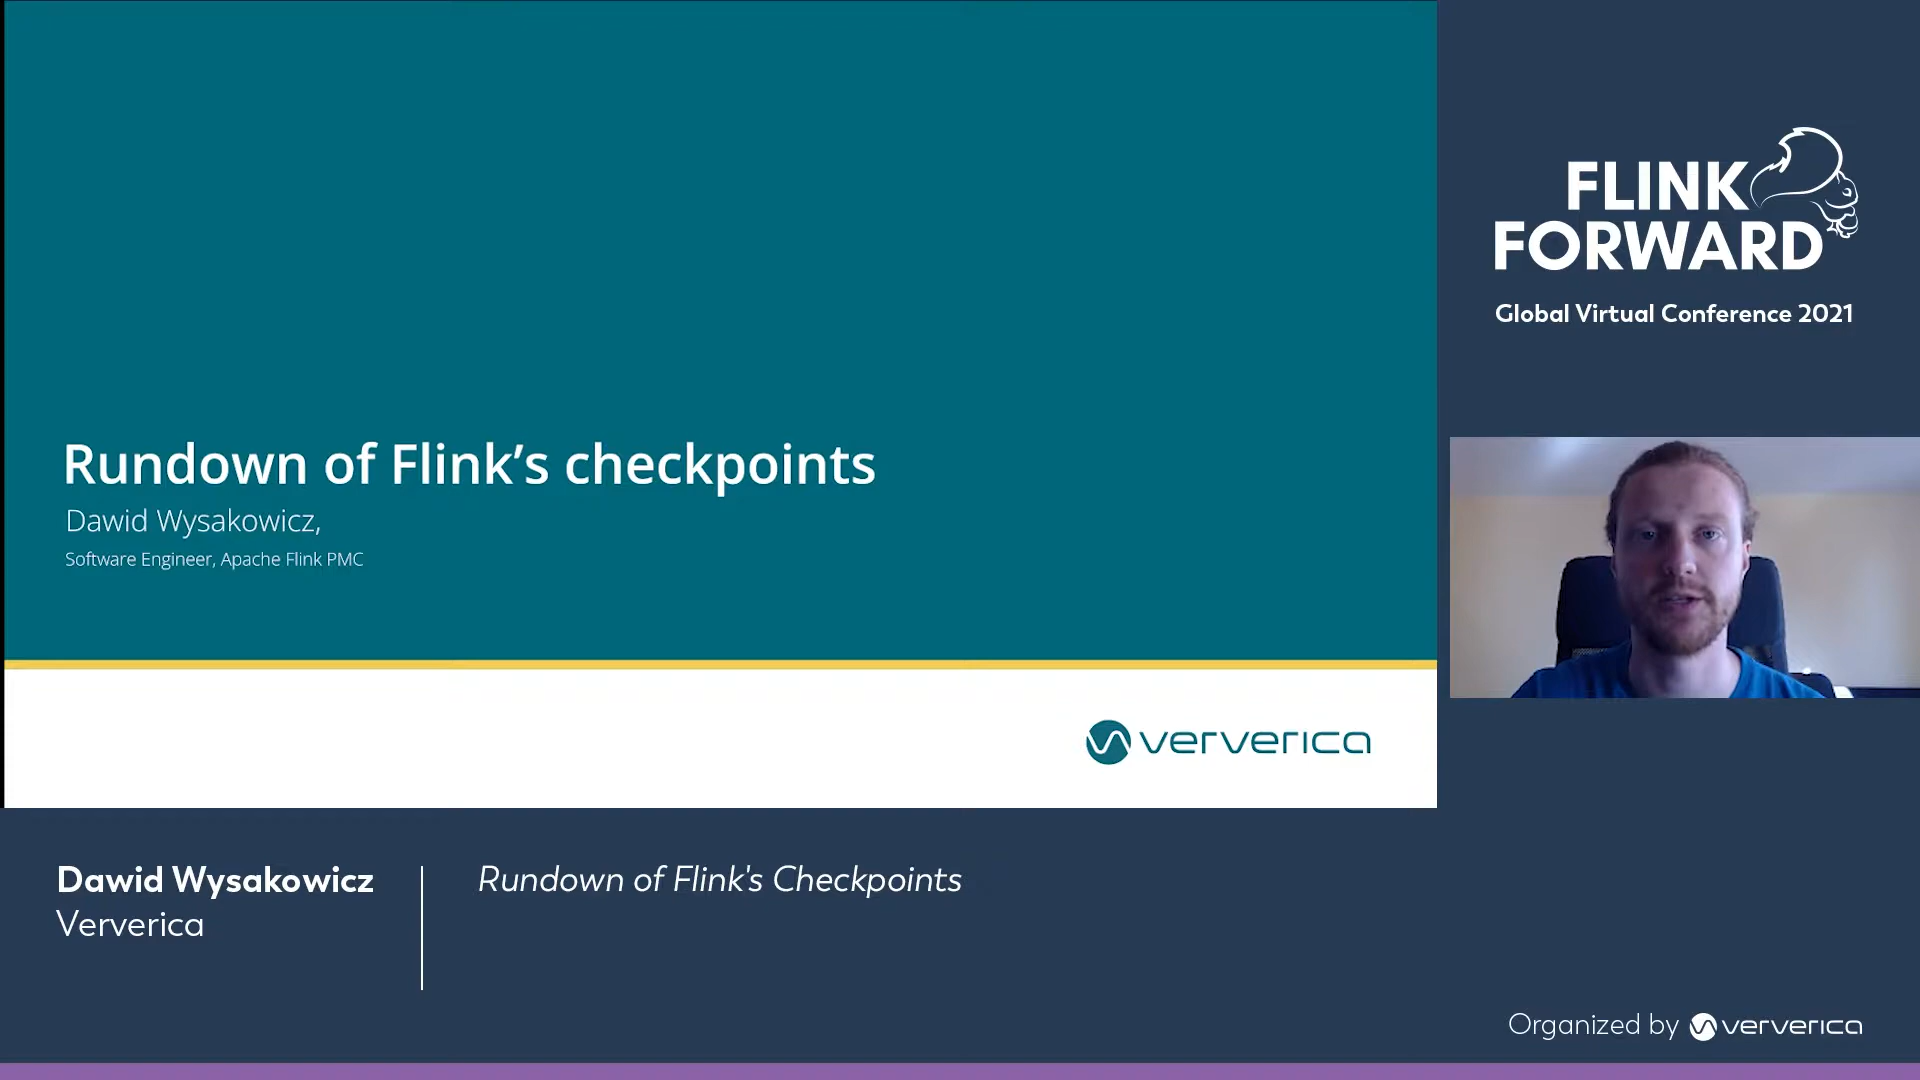 Rundown of Flink’s checkpoints
Dawid Wysakowicz,
Software Engineer, Apache Flink PMC
ververica
FLINK
FORWARD
Global Virtual Conference 2021
Dawid Wysakowicz
Ververica
Rundown of Flink's Checkpoints
Organized by ververica